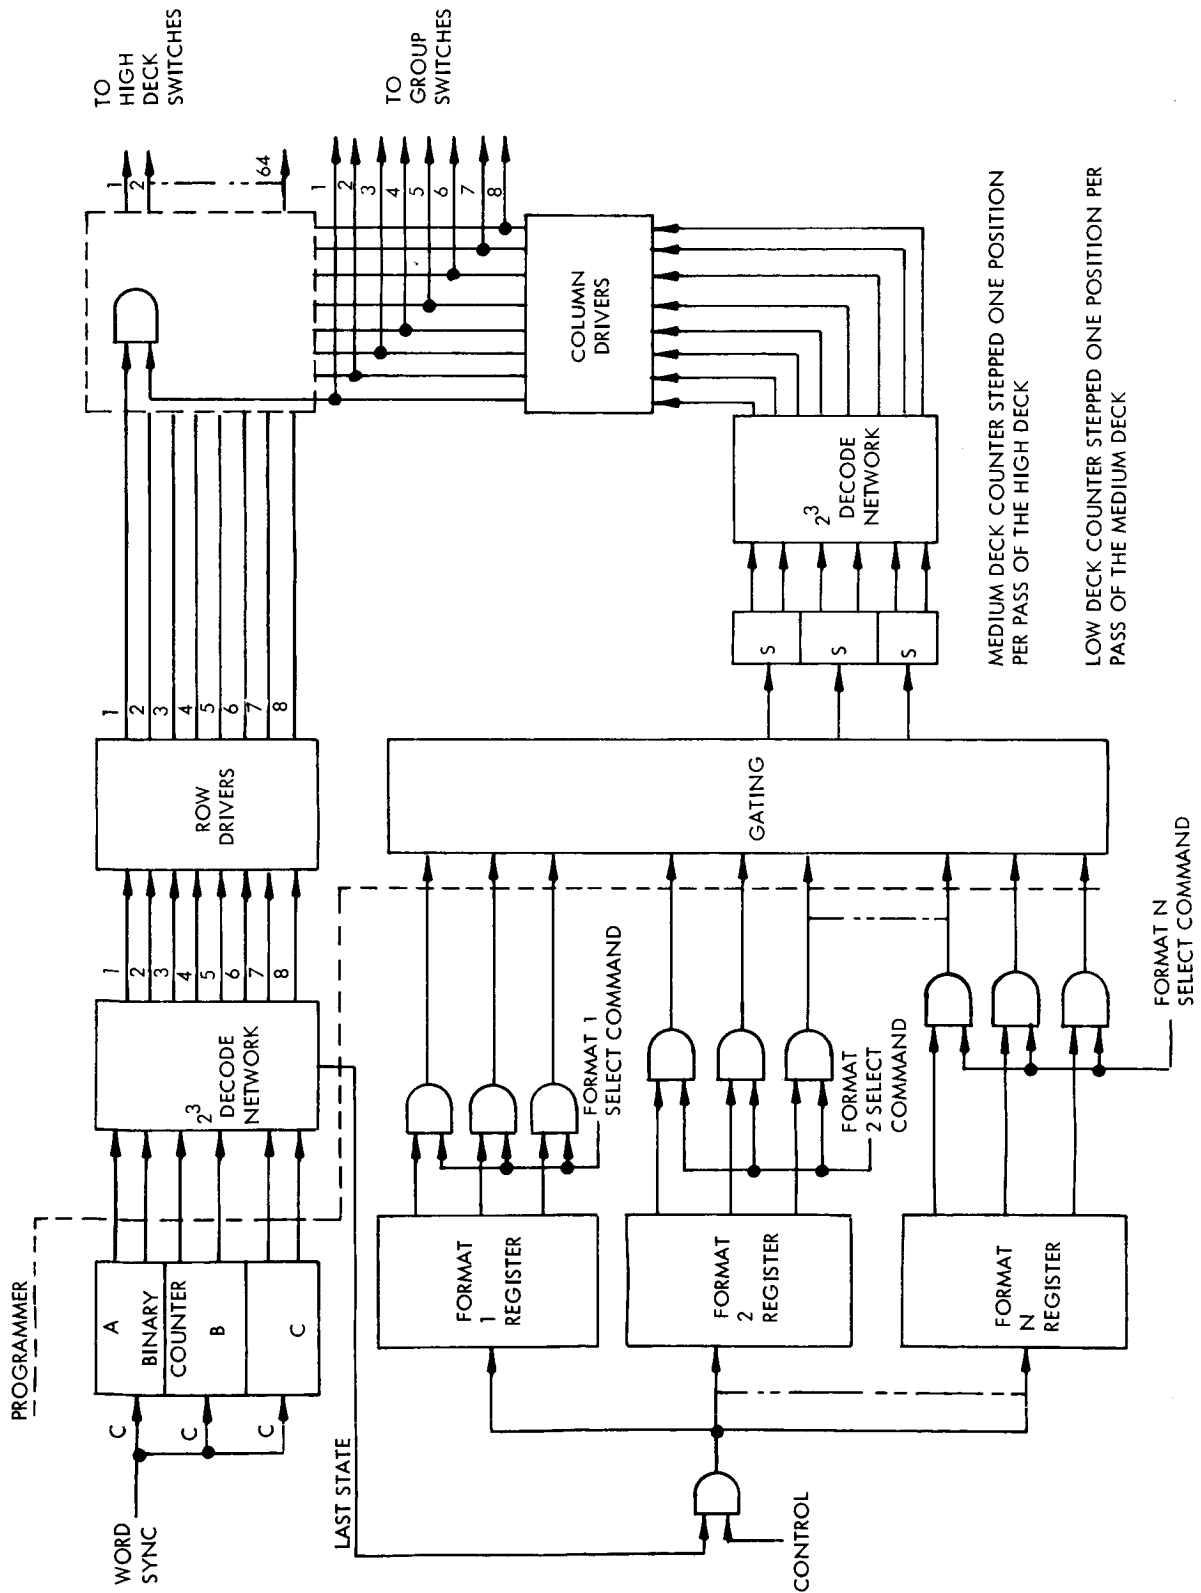 PROGRAMMER
WORD
SYNC
C
C
C
A
BINARY
COUNTER
B
C
2³
DECODE
NETWORK
1
2
3
4
5
6
7
8
ROW
DRIVERS
1
2
3
4
5
6
7
8
1
2
64
TO
HIGH
DECK
SWITCHES
1
2
3
4
5
6
7
8
TO
GROUP
SWITCHES
COLUMN
DRIVERS
2³
DECODE
NETWORK
S
S
S
GATING
LAST STATE
CONTROL
FORMAT
1
REGISTER
FORMAT 1
SELECT COMMAND
FORMAT
2
REGISTER
FORMAT
2 SELECT
COMMAND
FORMAT
N
REGISTER
FORMAT N
SELECT COMMAND
MEDIUM DECK COUNTER STEPPED ONE POSITION
PER PASS OF THE HIGH DECK
LOW DECK COUNTER STEPPED ONE POSITION PER
PASS OF THE MEDIUM DECK